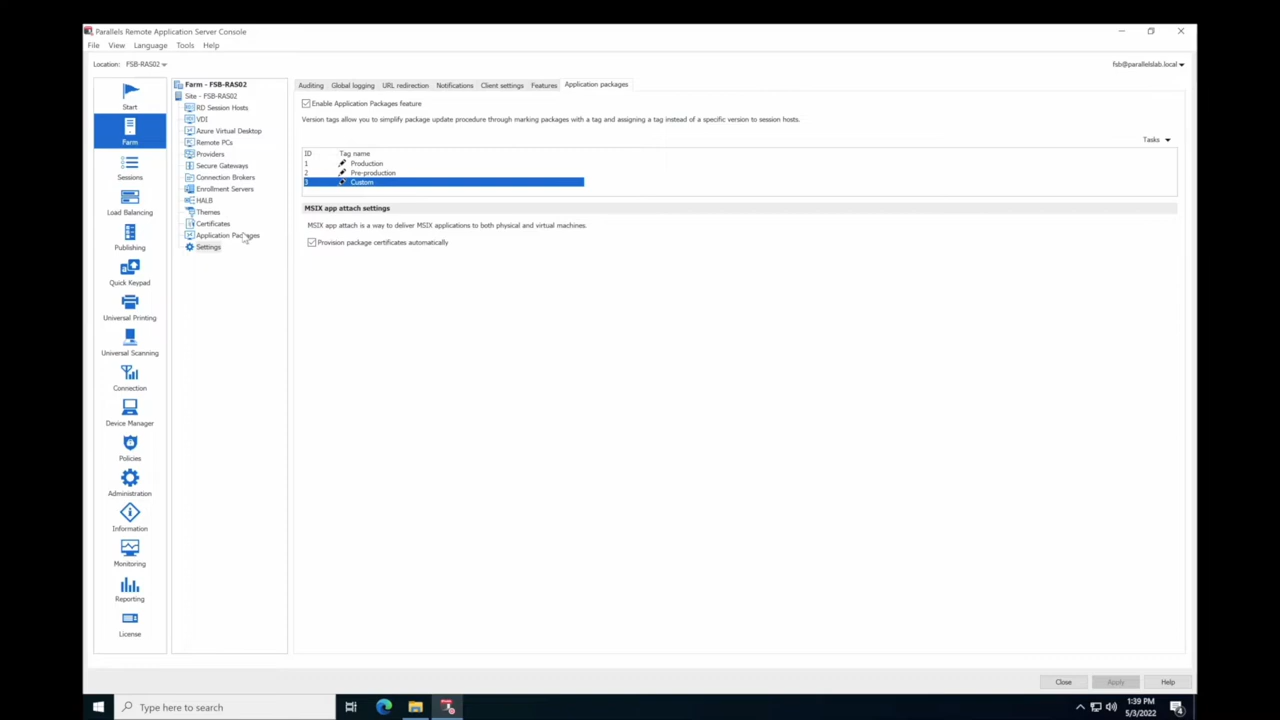 Parallels Remote Application Server Console
File View Language Tools Help
Location: FSB-RAS02
fsb@parallelslab.local
Start
Farm
Sessions
Load Balancing
Publishing
Quick Keypad
Universal Printing
Universal Scanning
Connection
Device Manager
Policies
Administration
Information
Monitoring
Reporting
License
Farm - FSB-RAS02
Site - FSB-RAS02
RD Session Hosts
VDI
Azure Virtual Desktop
Remote PCs
Providers
Secure Gateways
Connection Brokers
Enrollment Servers
HALB
Themes
Certificates
Application Packages
Settings
Auditing Global logging URL redirection Notifications Client settings Features Application packages
Enable Application Packages feature
Version tags allow you to simplify package update procedure through marking packages with a tag and assigning a tag instead of a specific version to session hosts.
Tasks
ID Tag name
1 Production
2 Pre-production
3 Custom
MSIX app attach settings
MSIX app attach is a way to deliver MSIX applications to both physical and virtual machines.
Provision package certificates automatically
Close Apply Help
Type here to search
1:39 PM
5/3/2022
4